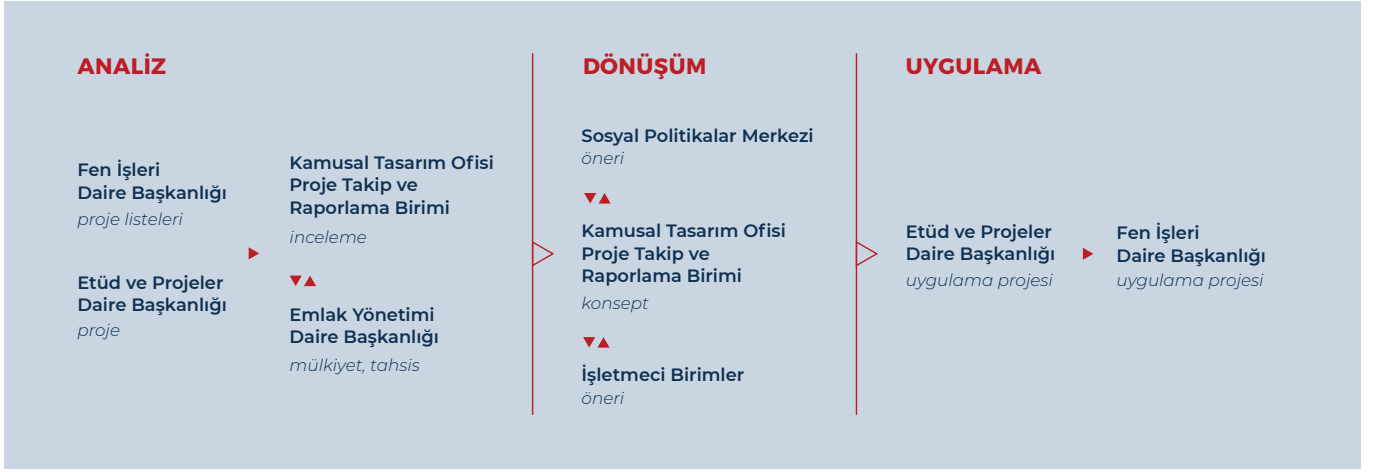 ANALİZ
Fen İşleri
Daire Başkanlığı
proje listeleri
Etüd ve Projeler
Daire Başkanlığı
proje
Kamusal Tasarım Ofisi
Proje Takip ve
Raporlama Birimi
inceleme
Emlak Yönetimi
Daire Başkanlığı
mülkiyet, tahsis
DÖNÜŞÜM
Sosyal Politikalar Merkezi
öneri
Kamusal Tasarım Ofisi
Proje Takip ve
Raporlama Birimi
konsept
İşletmeci Birimler
öneri
UYGULAMA
Etüd ve Projeler
Daire Başkanlığı
uygulama projesi
Fen İşleri
Daire Başkanlığı
uygulama projesi